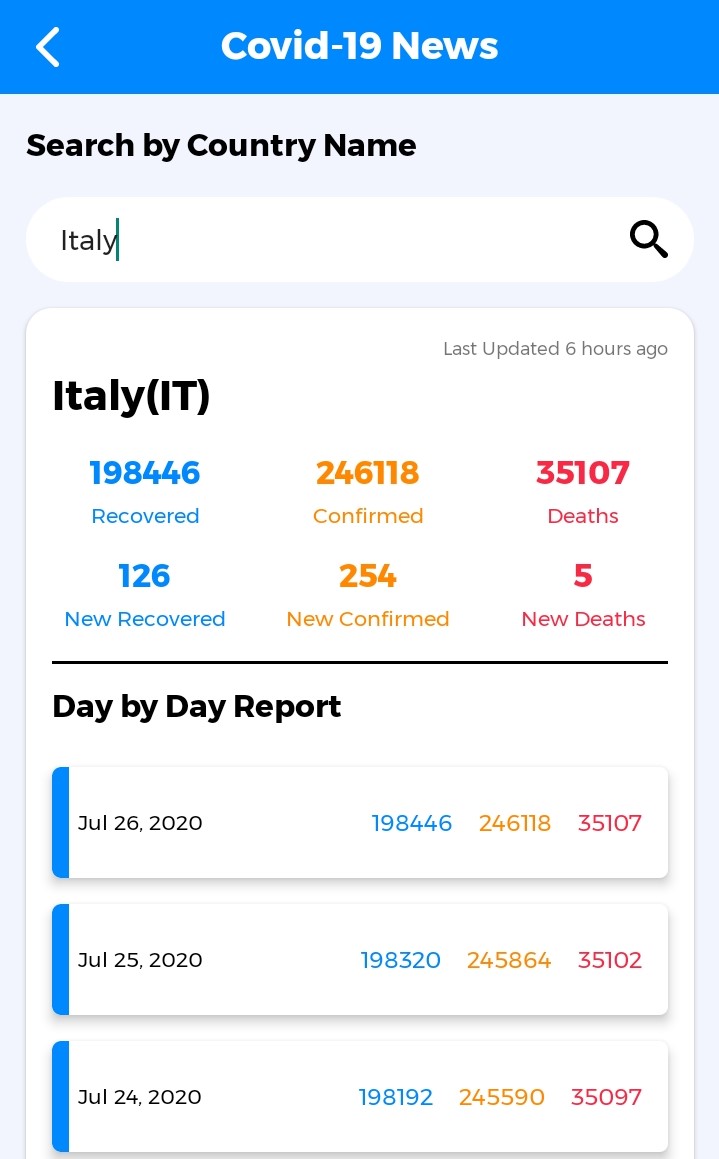 Covid-19 News
Search by Country Name
Italy
Last Updated 6 hours ago
Italy(IT)
198446 246118 35107
Recovered Confirmed Deaths
126 254 5
New Recovered New Confirmed New Deaths
Day by Day Report
Jul 26, 2020 198446 246118 35107
Jul 25, 2020 198320 245864 35102
Jul 24, 2020 198192 245590 35097